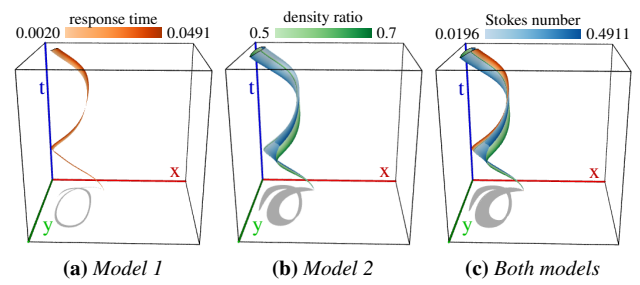 response time
0.0020 0.0491
density ratio
0.5 0.7
Stokes number
0.0196 0.4911
t t t
x x x
y y y
(a) Model 1 (b) Model 2 (c) Both models